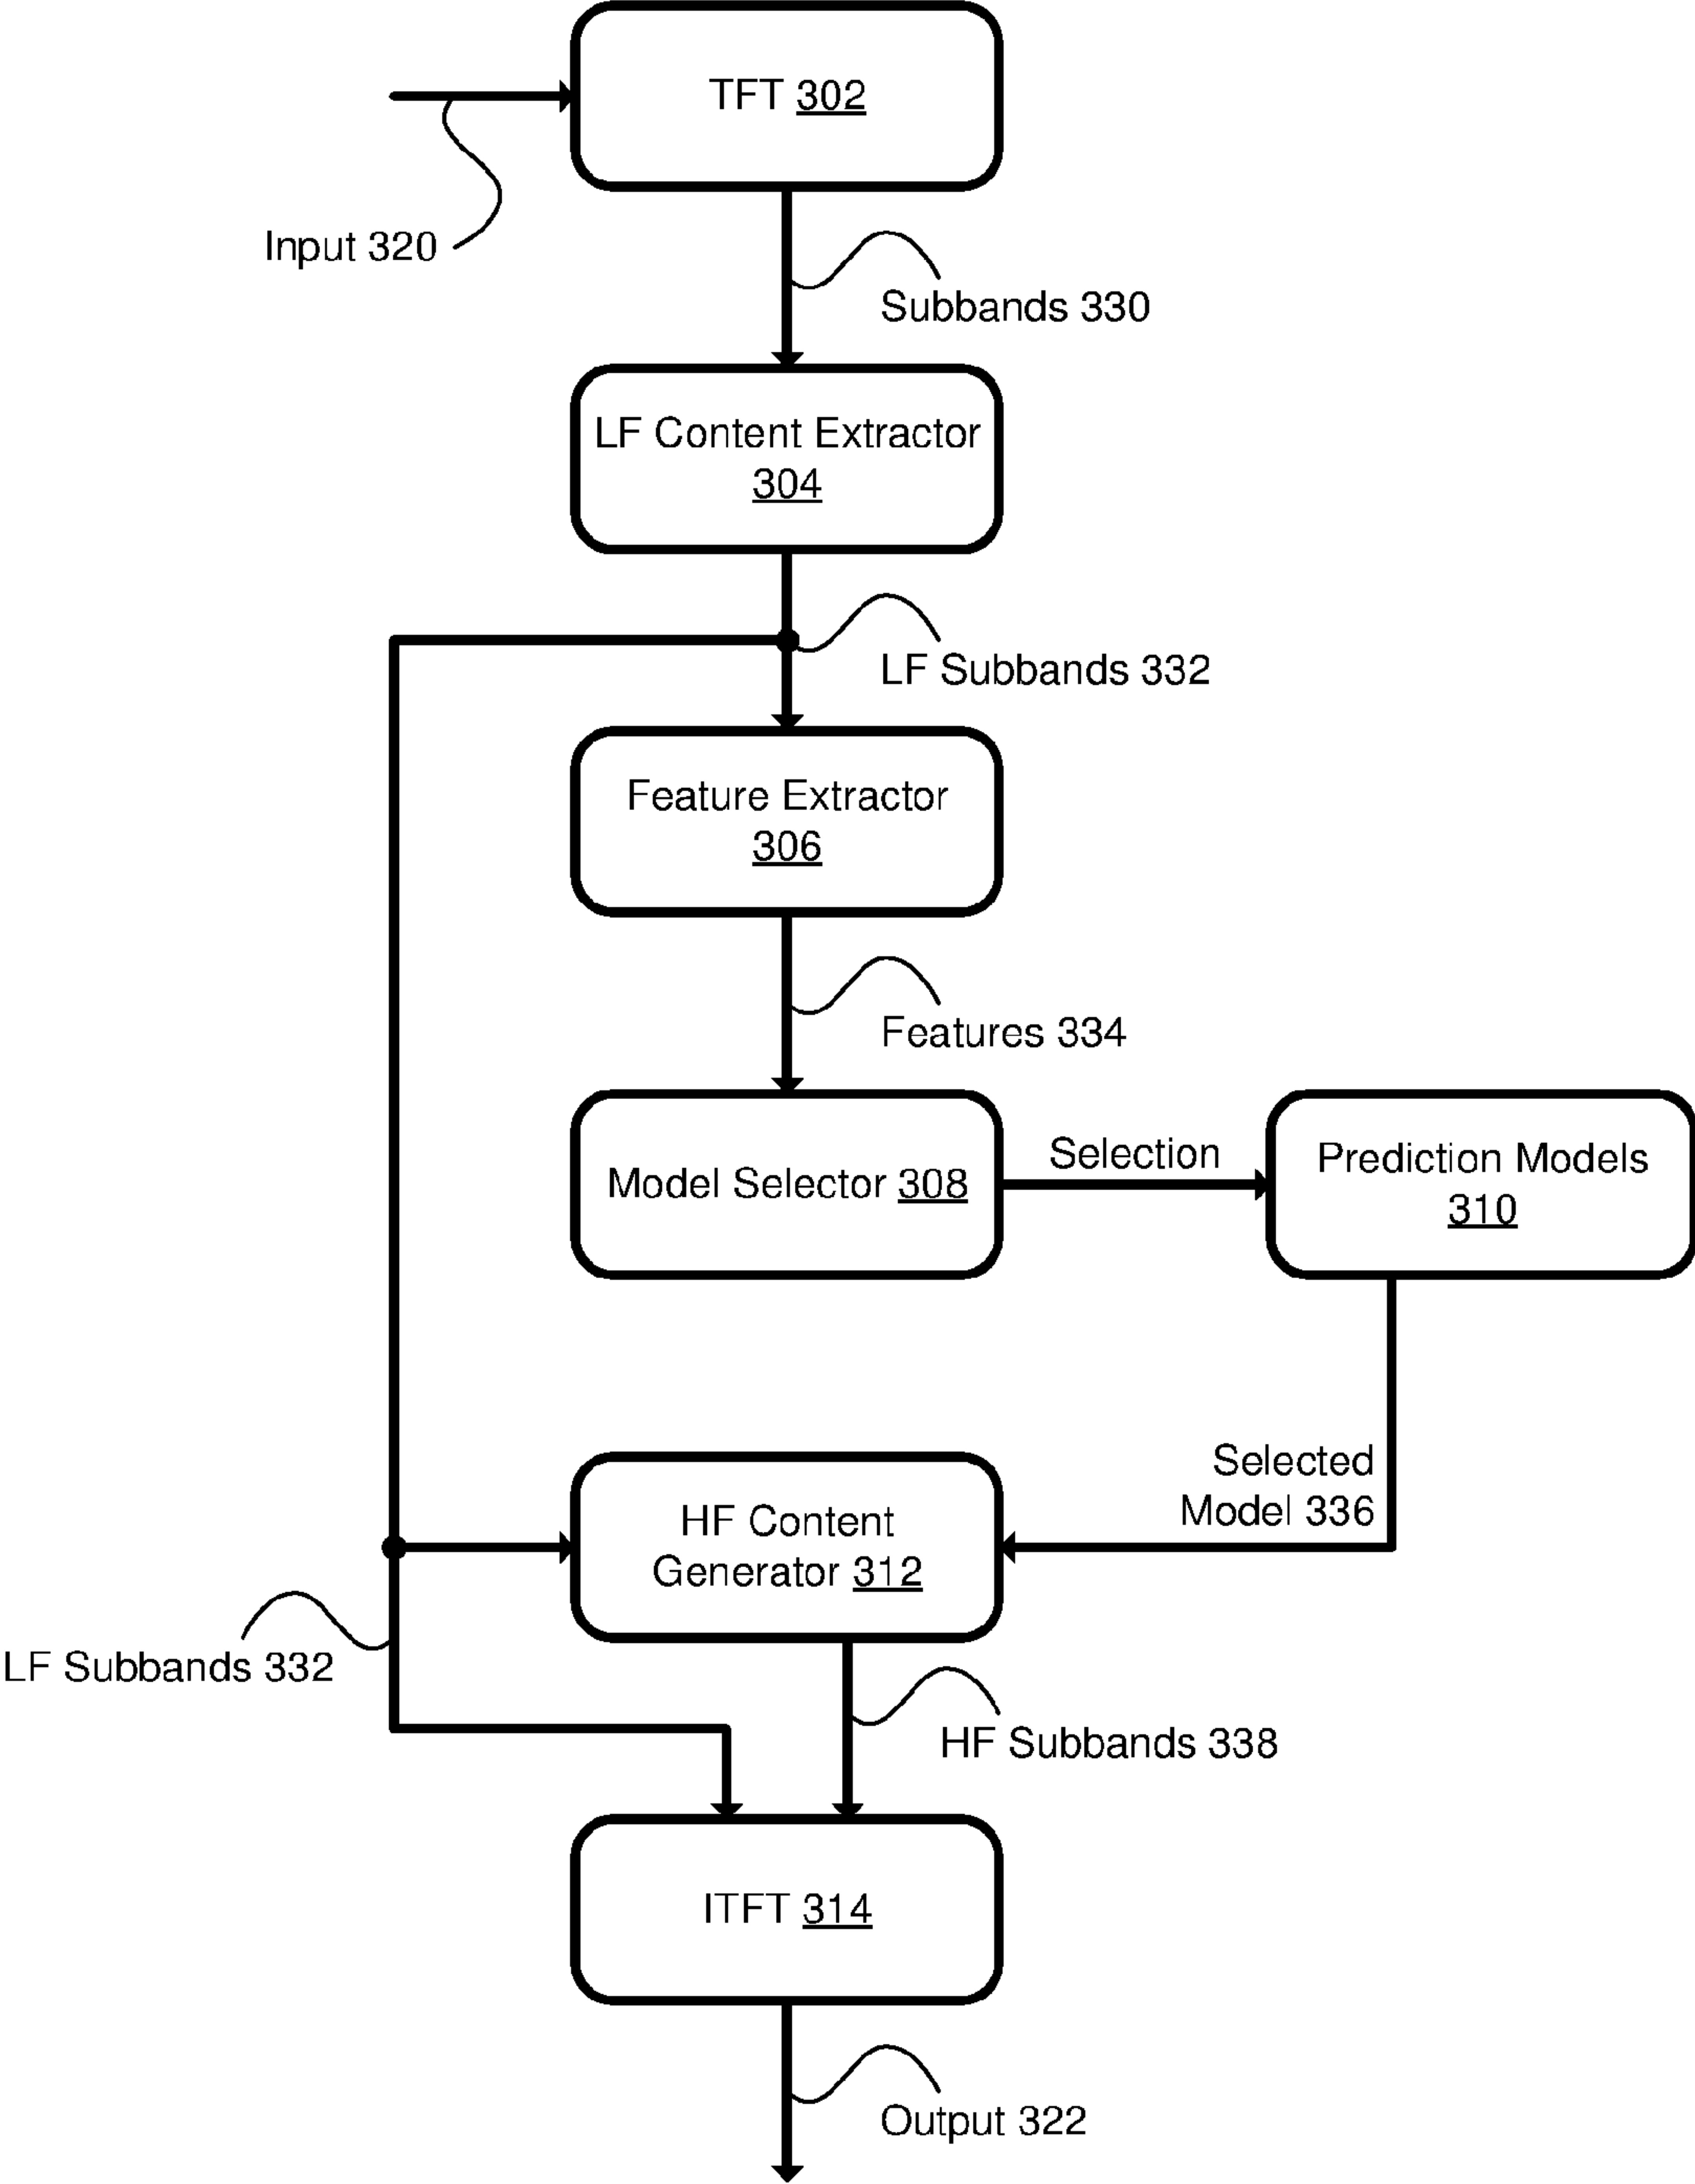 TFT 302
Input 320
Subbands 330
LF Content Extractor
304
LF Subbands 332
Feature Extractor
306
Features 334
Model Selector 308
Selection
Prediction Models
310
Selected
Model 336
HF Content
Generator 312
LF Subbands 332
HF Subbands 338
ITFT 314
Output 322